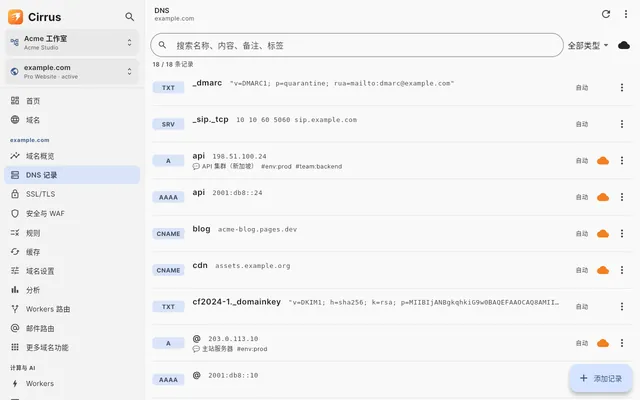 Cirrus
Acme 工作室
Acme Studio
example.com
Pro Website · active
首页
域名
example.com
域名概览
DNS 记录
SSL/TLS
安全与 WAF
规则
缓存
域名设置
分析
Workers 路由
邮件路由
更多域名功能
计算与 AI
Workers
DNS
example.com
搜索名称、内容、备注、标签
全部类型
18 / 18 条记录
TXT _dmarc "v=DMARC1; p=quarantine; rua=mailto:dmarc@example.com" 自动
SRV _sip._tcp 10 10 60 5060 sip.example.com 自动
A api 198.51.100.24 自动
API 集群（新加坡） #env:prod #team:backend
AAAA api 2001:db8::24 自动
CNAME blog acme-blog.pages.dev 自动
CNAME cdn assets.example.org 自动
TXT cf2024-1._domainkey "v=DKIM1; h=sha256; k=rsa; p=MIIBIjANBgkqhkiG9w0BAQEFAAOCAQ8AMII… 自动
A @ 203.0.113.10 自动
主站服务器 #env:prod
AAAA @ 2001:db8::10
添加记录